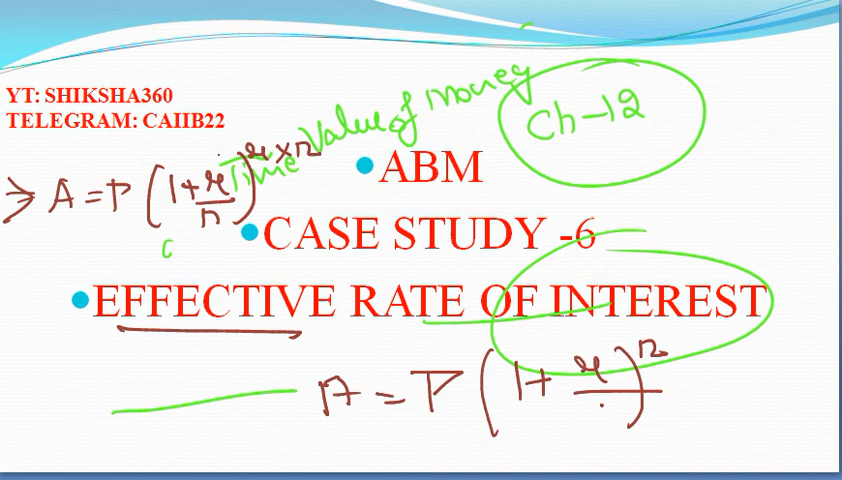 YT: SHIKSHA360
TELEGRAM: CAIIB22
Time Value of money
Ch-12
• ABM
A = P (1 + r/n)
• CASE STUDY -6
• EFFECTIVE RATE OF INTEREST
A = P (1 + r/)ⁿ